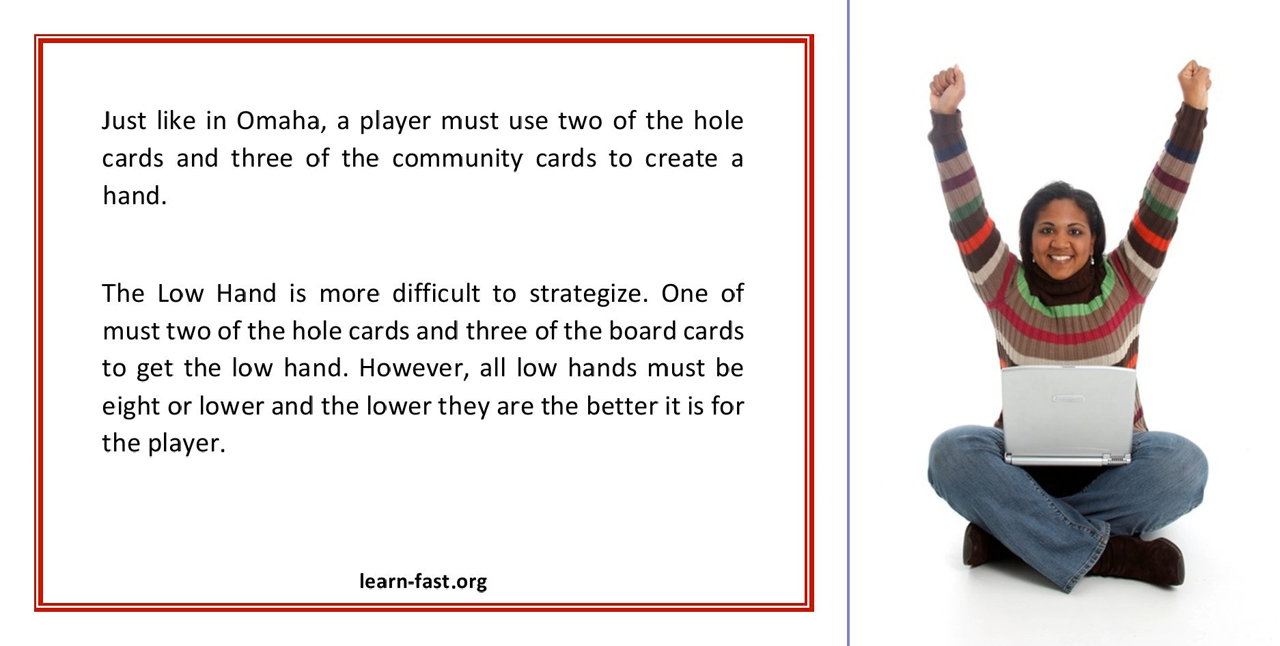 Just like in Omaha, a player must use two of the hole
cards and three of the community cards to create a
hand.
The Low Hand is more difficult to strategize. One of
must two of the hole cards and three of the board cards
to get the low hand. However, all low hands must be
eight or lower and the lower they are the better it is for
the player.
learn-fast.org